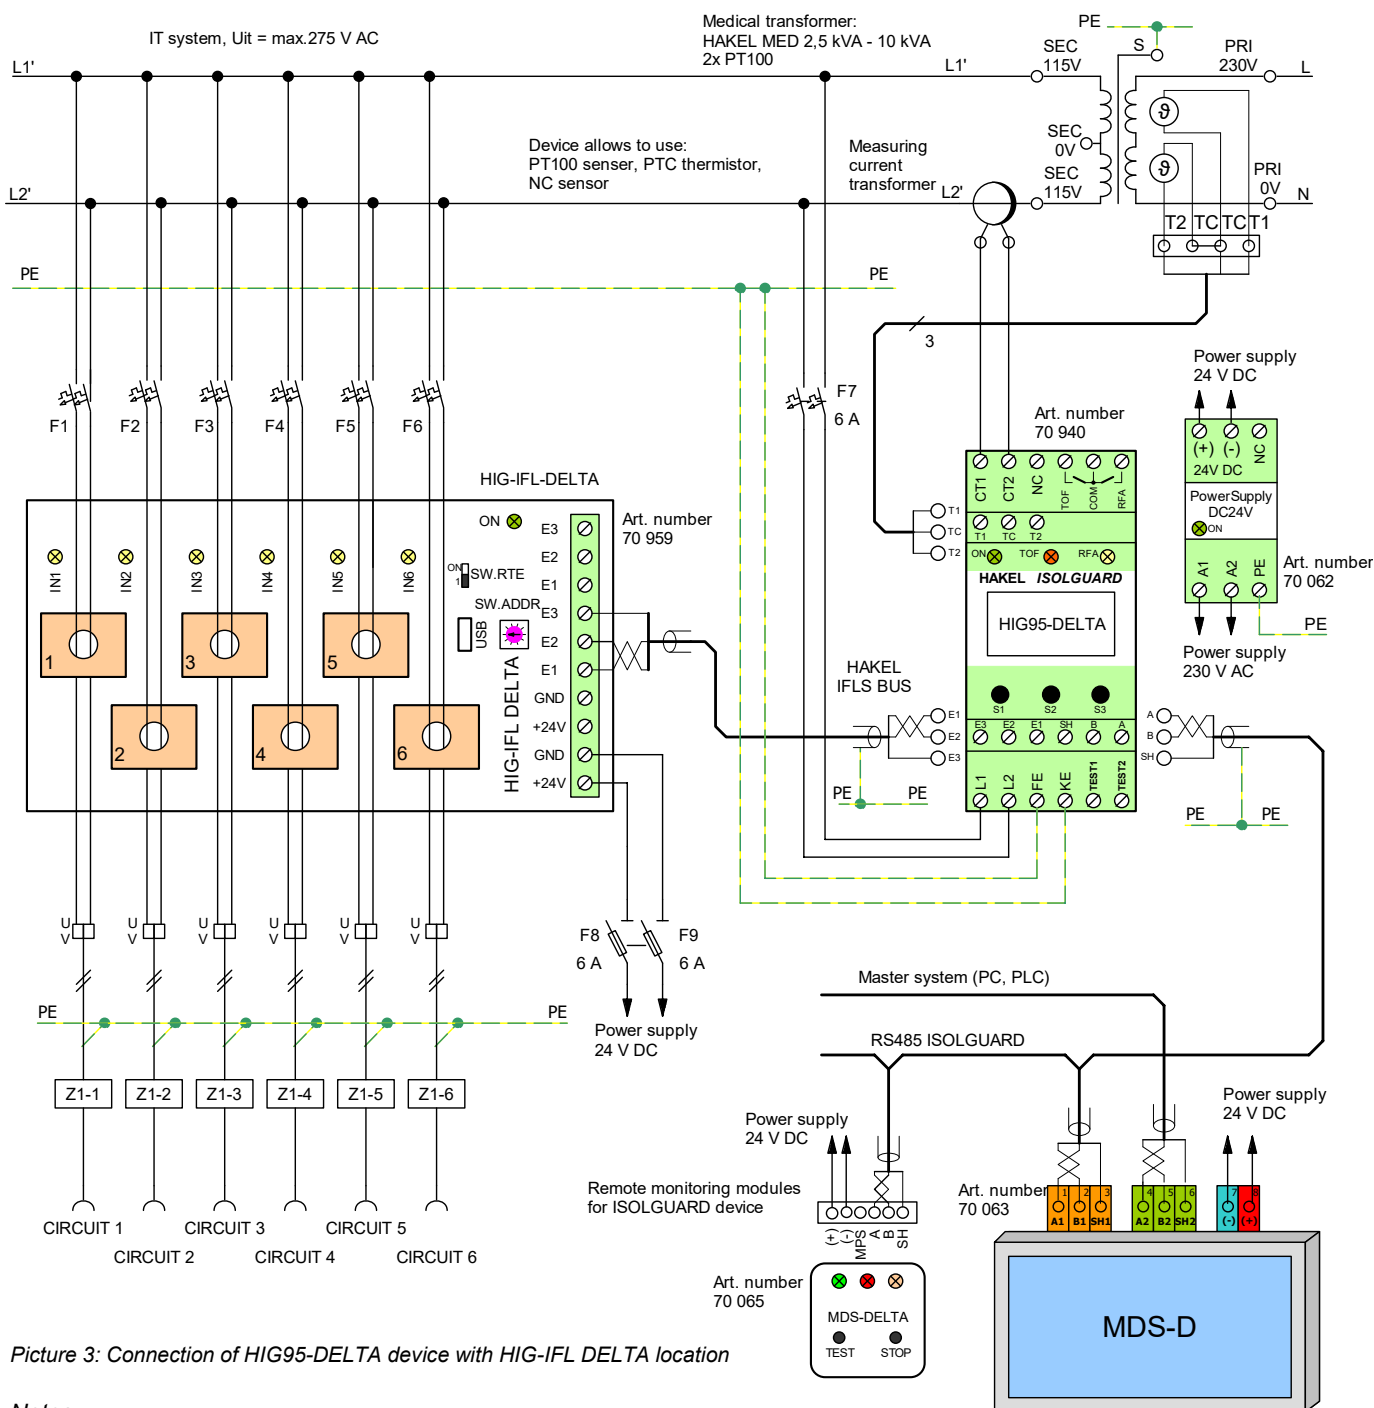 IT system, Uit = max.275 V AC
Medical transformer:
HAKEL MED 2,5 kVA - 10 kVA
2x PT100
PE
S
SEC
115V
PRI
230V
L1'
L1'
L
SEC
0V
Device allows to use:
PT100 senser, PTC thermistor,
NC sensor
Measuring
current
transformer
SEC
115V
PRI
0V
ϑ
ϑ
L2'
L2'
N
T2 TC TC T1
PE
PE
3
Power supply
24 V DC
F1
F2
F3
F4
F5
F6
F7
6 A
Art. number
70 940
(+) (-) NC
24V DC
PowerSupply
DC24V
ON
A1 A2 PE
Art. number
70 062
PE
Power supply
230 V AC
HIG-IFL-DELTA
Art. number
70 959
ON
IN1
IN2
IN3
IN4
IN5
IN6
ON
1
SW.RTE
SW.ADDR
USB
HIG-IFL DELTA
E3
E2
E1
E3
E2
E1
GND
+24V
GND
+24V
1
3
5
2
4
6
CT1 CT2 NC TOF COM RFA
T1
TC
T2
T1 TC T2
ON TOF RFA
HAKEL ISOLGUARD
HIG95-DELTA
S1 S2 S3
E3 E2 E1 SH B A
L1 L2 FE KE TEST1 TEST2
HAKEL
IFLS BUS
E1
E2
E3
PE PE
A
B
SH
PE PE
U
V
U
V
U
V
U
V
U
V
U
V
F8
6 A
F9
6 A
Power supply
24 V DC
PE
PE
Z1-1
Z1-2
Z1-3
Z1-4
Z1-5
Z1-6
CIRCUIT 1
CIRCUIT 2
CIRCUIT 3
CIRCUIT 4
CIRCUIT 5
CIRCUIT 6
Master system (PC, PLC)
RS485 ISOLGUARD
Power supply
24 V DC
Power supply
24 V DC
Remote monitoring modules
for ISOLGUARD device
(+) (-) MPS A B SH
Art. number
70 063
1 2 3
A1 B1 SH1
4 5 6
A2 B2 SH2
7 8
(-) (+)
Art. number
70 065
MDS-DELTA
TEST STOP
MDS-D
Picture 3: Connection of HIG95-DELTA device with HIG-IFL DELTA location